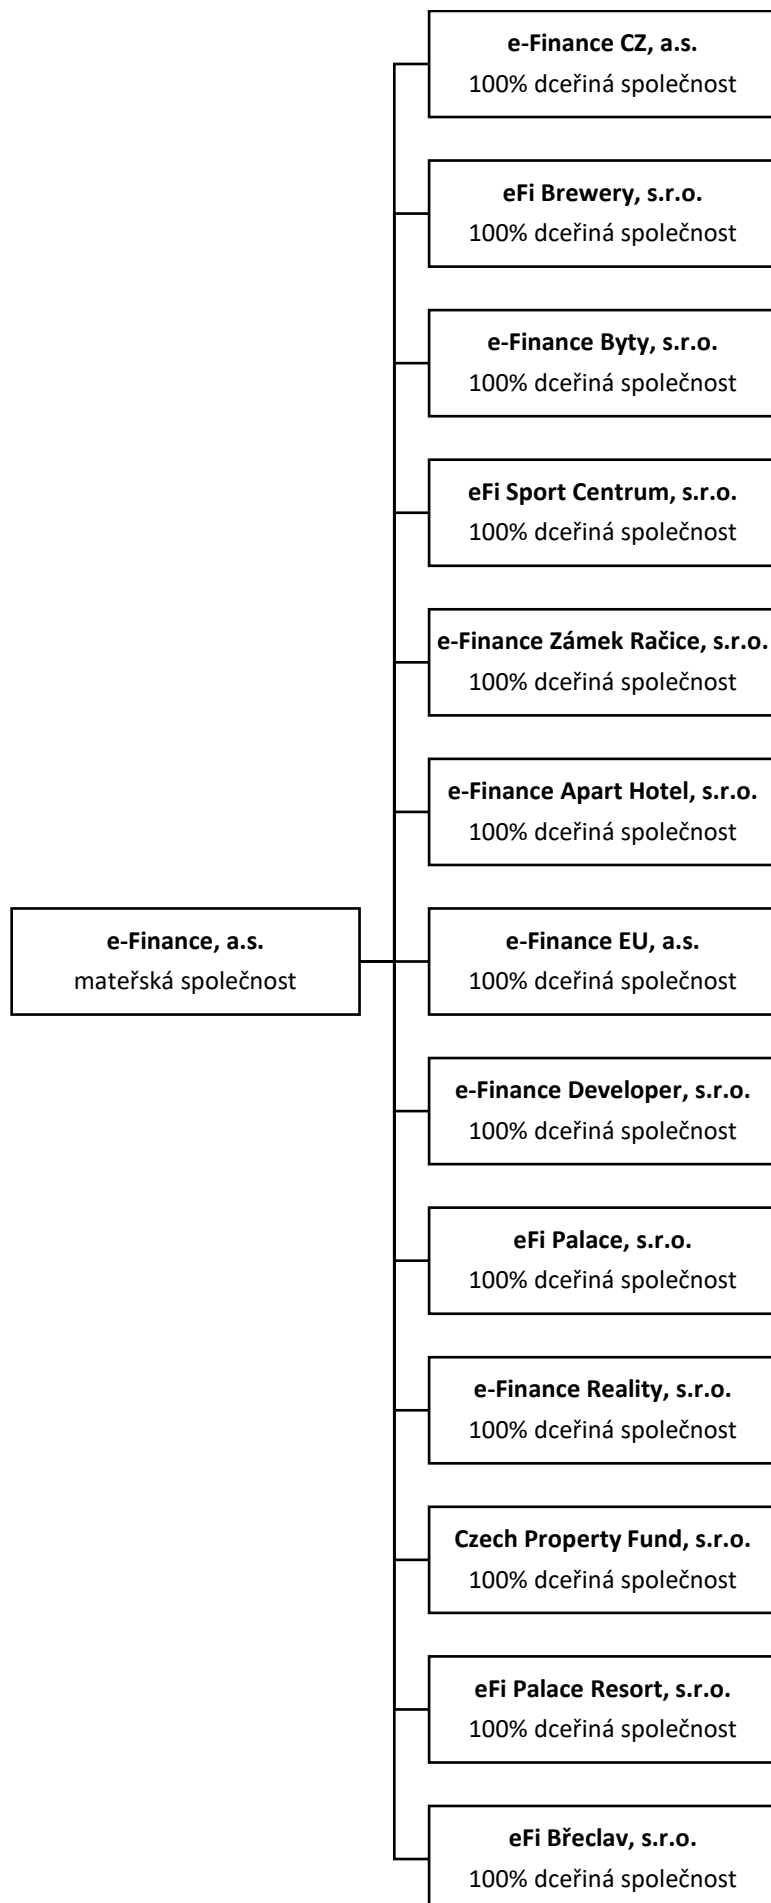 e-Finance CZ, a.s.
100% dceřiná společnost
eFi Brewery, s.r.o.
100% dceřiná společnost
e-Finance Byty, s.r.o.
100% dceřiná společnost
eFi Sport Centrum, s.r.o.
100% dceřiná společnost
e-Finance Zámek Račice, s.r.o.
100% dceřiná společnost
e-Finance Apart Hotel, s.r.o.
100% dceřiná společnost
e-Finance, a.s.
mateřská společnost
e-Finance EU, a.s.
100% dceřiná společnost
e-Finance Developer, s.r.o.
100% dceřiná společnost
eFi Palace, s.r.o.
100% dceřiná společnost
e-Finance Reality, s.r.o.
100% dceřiná společnost
Czech Property Fund, s.r.o.
100% dceřiná společnost
eFi Palace Resort, s.r.o.
100% dceřiná společnost
eFi Břeclav, s.r.o.
100% dceřiná společnost